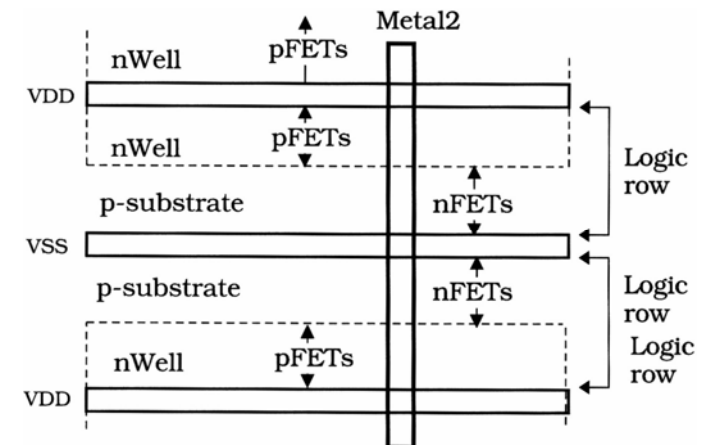 Metal2
pFETs
nWell
VDD
pFETs
nWell
Logic
row
p-substrate
nFETs
VSS
p-substrate
nFETs
Logic
row
Logic
row
nWell
pFETs
VDD